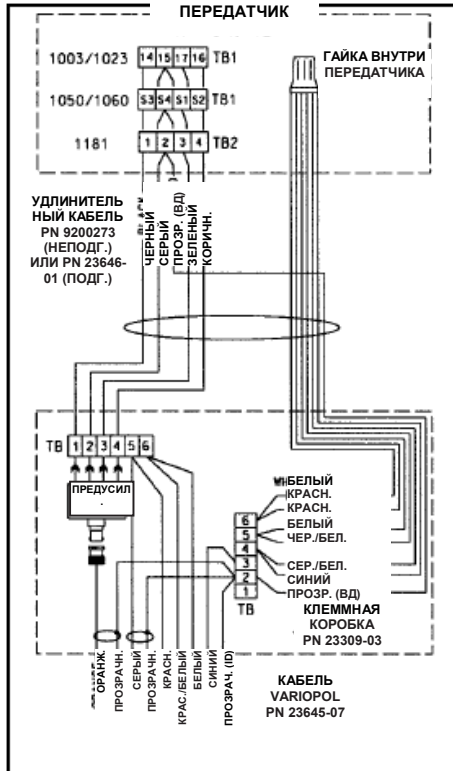 ПЕРЕДАТЧИК
1003/1023 14 15 17 16 TB1
ГАЙКА ВНУТРИ
ПЕРЕДАТЧИКА
1050/1060 S3 S4 S1 S2 TB1
1181 1 2 3 4 TB2
УДЛИНИТЕЛЬ
НЫЙ КАБЕЛЬ
PN 9200273
(НЕПОДГ.)
ИЛИ PN 23646-
01 (ПОДГ.)
ЧЕРНЫЙ
СЕРЫЙ
ПРОЗР. (ВД)
ЗЕЛЕНЫЙ
КОРИЧН.
TB 1 2 3 4 5 6
ПРЕДУСИЛ
.
БЕЛЫЙ
КРАСН.
КРАСН.
БЕЛЫЙ
ЧЕР./БЕЛ.
СЕР./БЕЛ.
СИНИЙ
ПРОЗР. (ВД)
6
5
4
3
2
1
TB
КЛЕММНАЯ
КОРОБКА
PN 23309-03
ОРАНЖ.
ПРОЗРАЧН.
СЕРЫЙ
ПРОЗРАЧН.
КРАСН.
КРАС./БЕЛЫЙ
БЕЛЫЙ
СИНИЙ
ПРОЗРАЧ. (ID)
КАБЕЛЬ
VARIOPOL
PN 23645-07